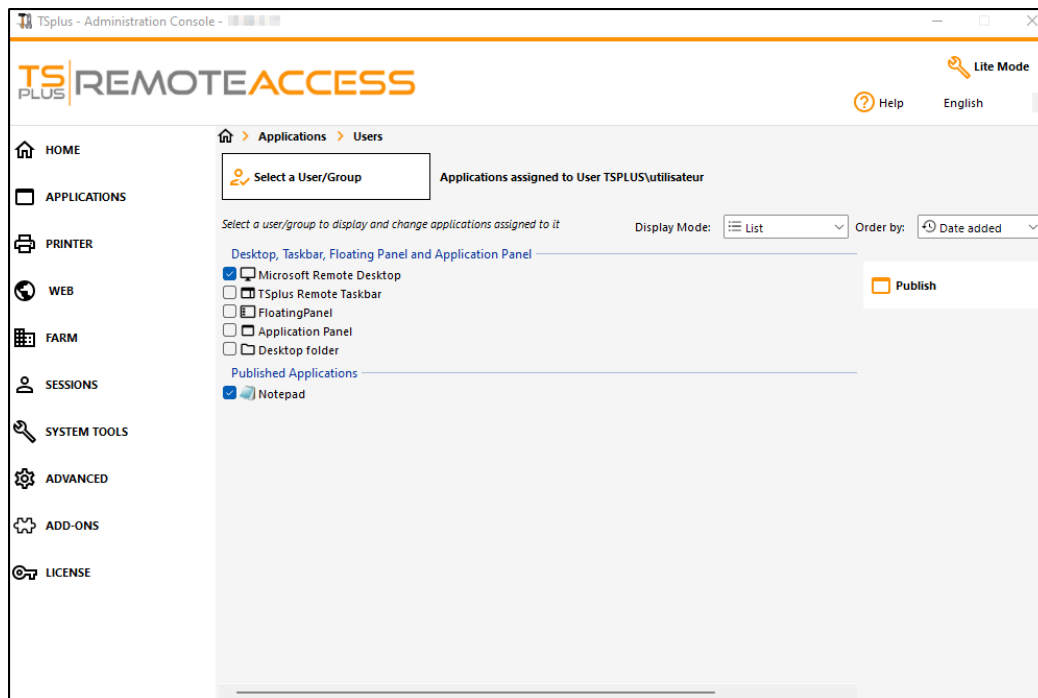 TSplus - Administration Console -
TS PLUS REMOTEACCESS
Lite Mode
Help English
HOME
APPLICATIONS
PRINTER
WEB
FARM
SESSIONS
SYSTEM TOOLS
ADVANCED
ADD-ONS
LICENSE
Applications > Users
Select a User/Group
Applications assigned to User TSPLUS\utilisateur
Select a user/group to display and change applications assigned to it
Display Mode: List Order by: Date added
Desktop, Taskbar, Floating Panel and Application Panel
Microsoft Remote Desktop
TSplus Remote Taskbar
FloatingPanel
Application Panel
Desktop folder
Published Applications
Notepad
Publish